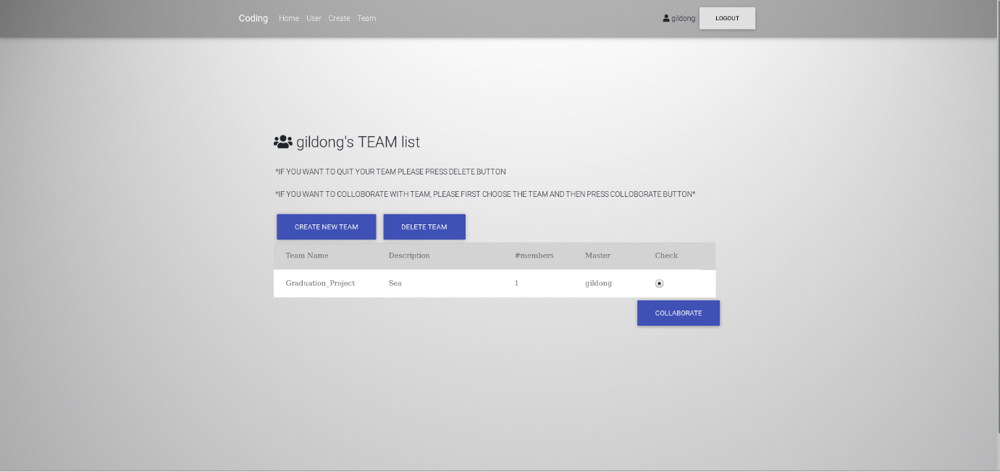 Coding Home User Create Team gildong LOGOUT
gildong's TEAM list
*IF YOU WANT TO QUIT YOUR TEAM PLEASE PRESS DELETE BUTTON
*IF YOU WANT TO COLLOBORATE WITH TEAM, PLEASE FIRST CHOOSE THE TEAM AND THEN PRESS COLLOBORATE BUTTON*
CREATE NEW TEAM DELETE TEAM
Team Name Description #members Master Check
Graduation_Project Sea 1 gildong
COLLABORATE